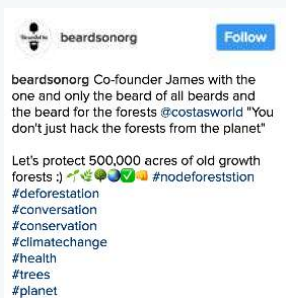 beardsonorg
Follow
beardsonorg Co-founder James with the
one and only the beard of all beards and
the beard for the forests @costasworld "You
don't just hack the forests from the planet"
Let's protect 500,000 acres of old growth
forests :) 🌱🌿🌳🌍✅👊 #nodeforeststion
#deforestation
#conversation
#conservation
#climatechange
#health
#trees
#planet